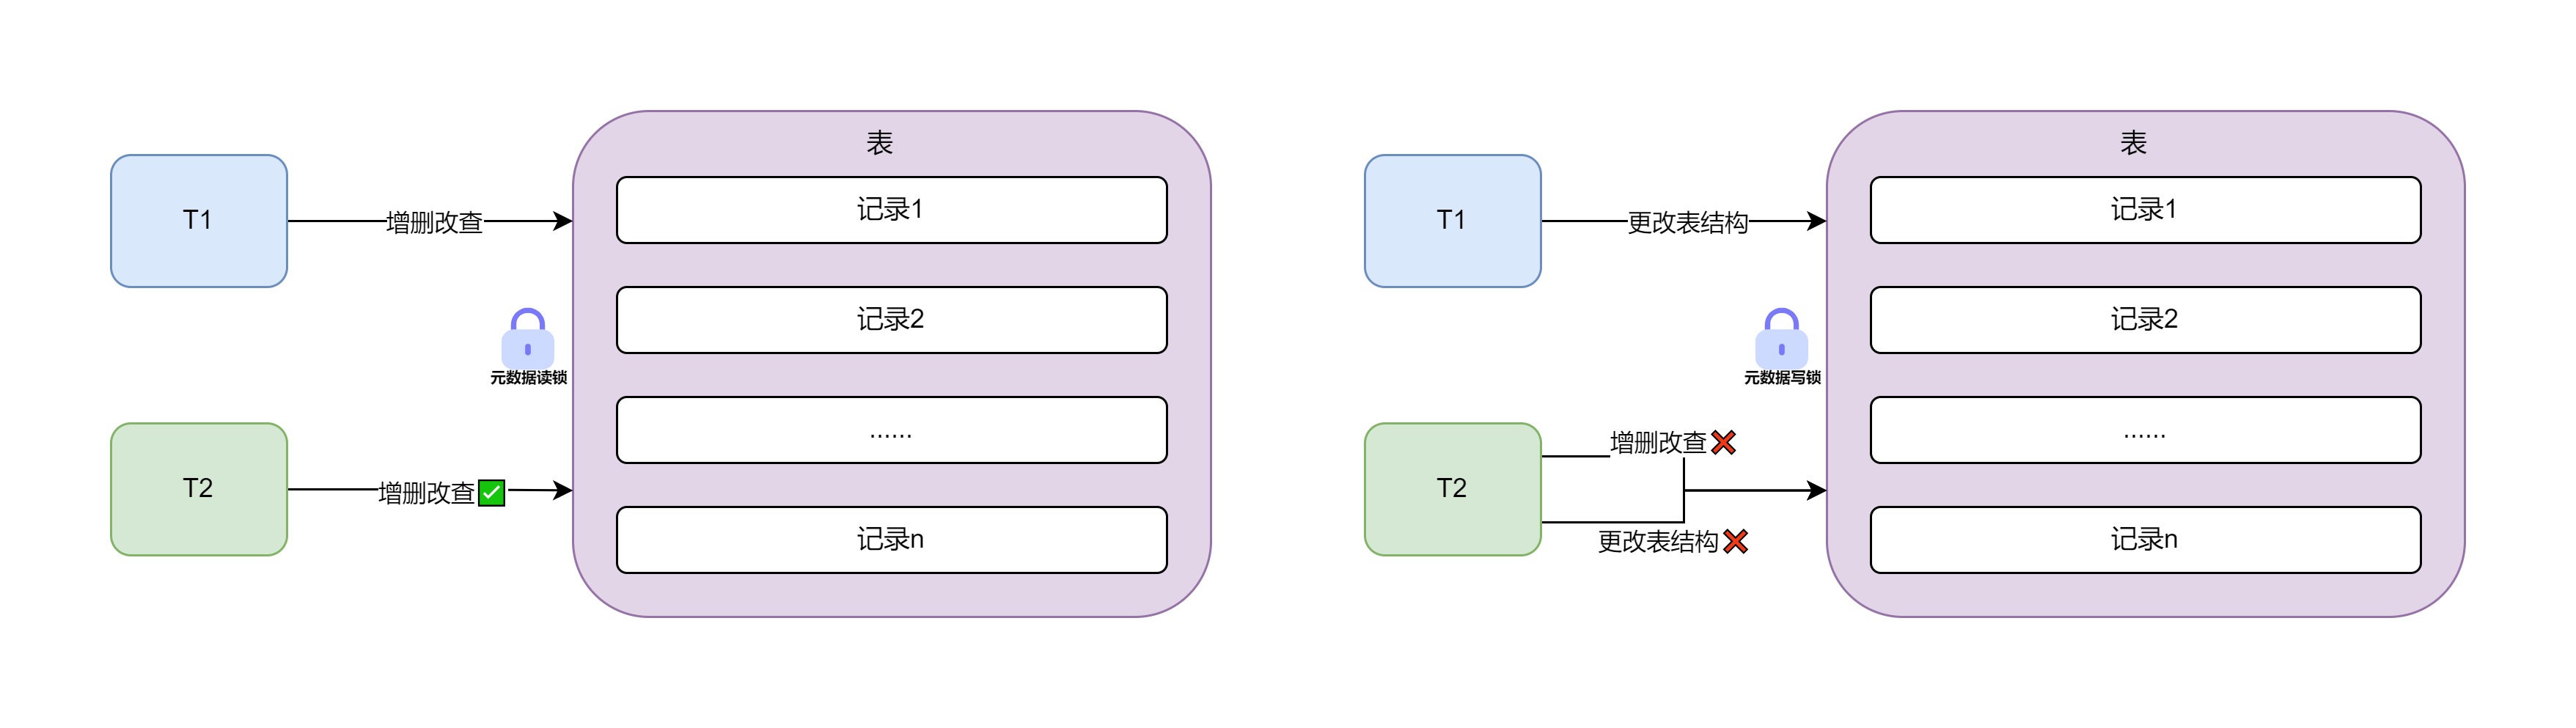 表
T1
增删改查
记录1
记录2
元数据读锁
......
T2
增删改查
记录n
表
T1
更改表结构
记录1
记录2
元数据写锁
......
增删改查
T2
更改表结构
记录n